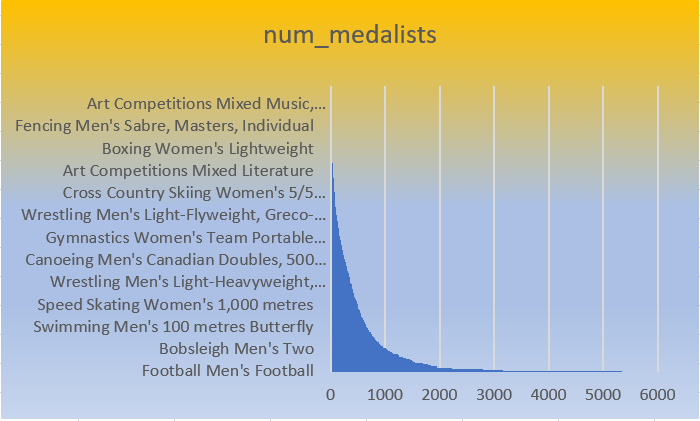 num_medalists
Art Competitions Mixed Music,...
Fencing Men's Sabre, Masters, Individual
Boxing Women's Lightweight
Art Competitions Mixed Literature
Cross Country Skiing Women's 5/5...
Wrestling Men's Light-Flyweight, Greco-...
Gymnastics Women's Team Portable...
Canoeing Men's Canadian Doubles, 500...
Wrestling Men's Light-Heavyweight,...
Speed Skating Women's 1,000 metres
Swimming Men's 100 metres Butterfly
Bobsleigh Men's Two
Football Men's Football
0 1000 2000 3000 4000 5000 6000